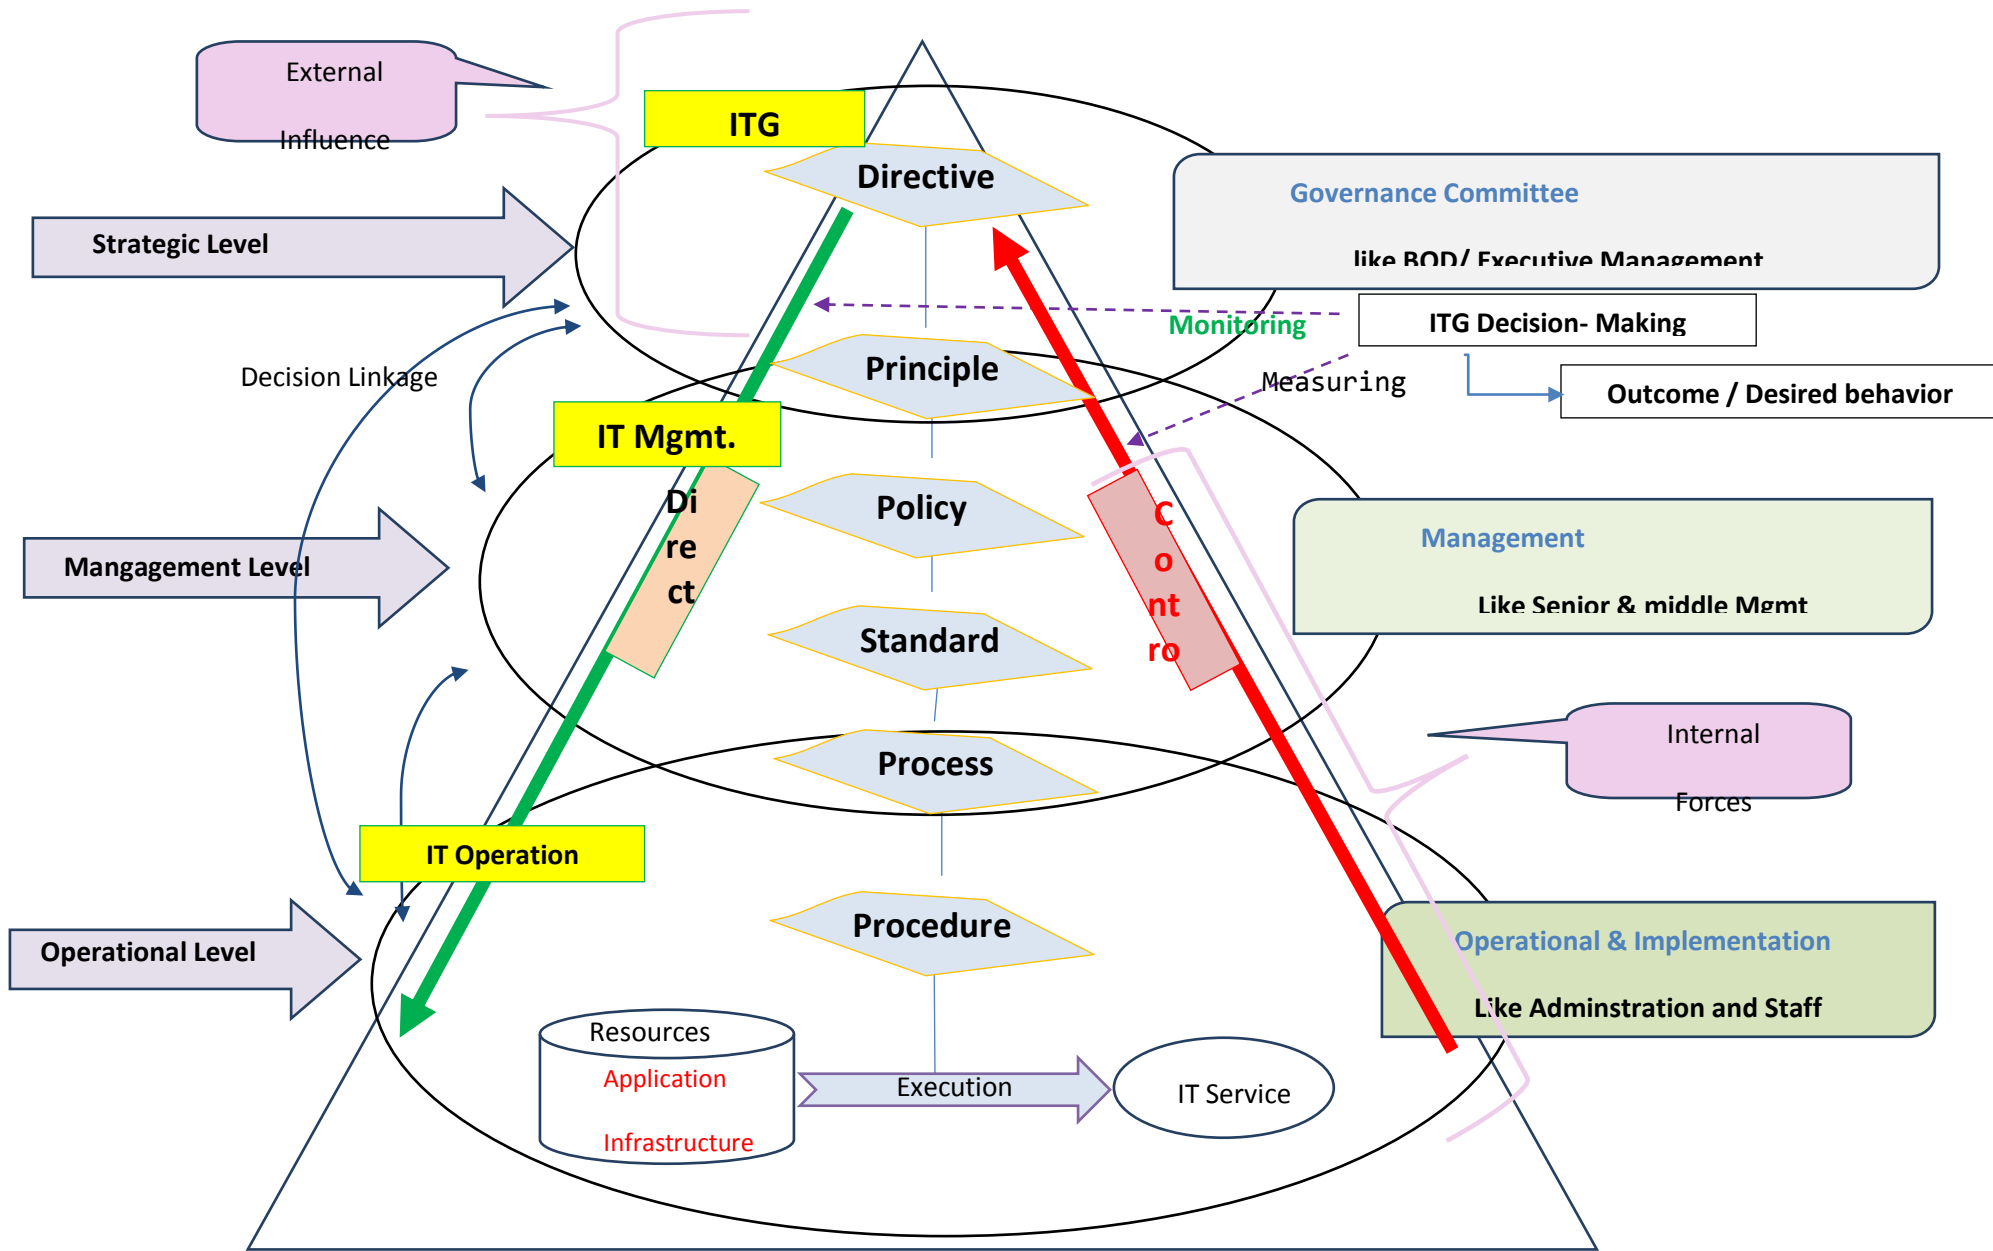 External
Influence
ITG
Directive
Governance Committee
like BOD/ Executive Management
Strategic Level
Monitoring
ITG Decision- Making
Measuring
Outcome / Desired behavior
Decision Linkage
Principle
IT Mgmt.
Di
re
ct
Policy
C
o
nt
ro
Management
Like Senior & middle Mgmt
Mangagement Level
Standard
Process
Internal
Forces
IT Operation
Procedure
Operational & Implementation
Like Adminstration and Staff
Operational Level
Resources
Application
Infrastructure
Execution
IT Service